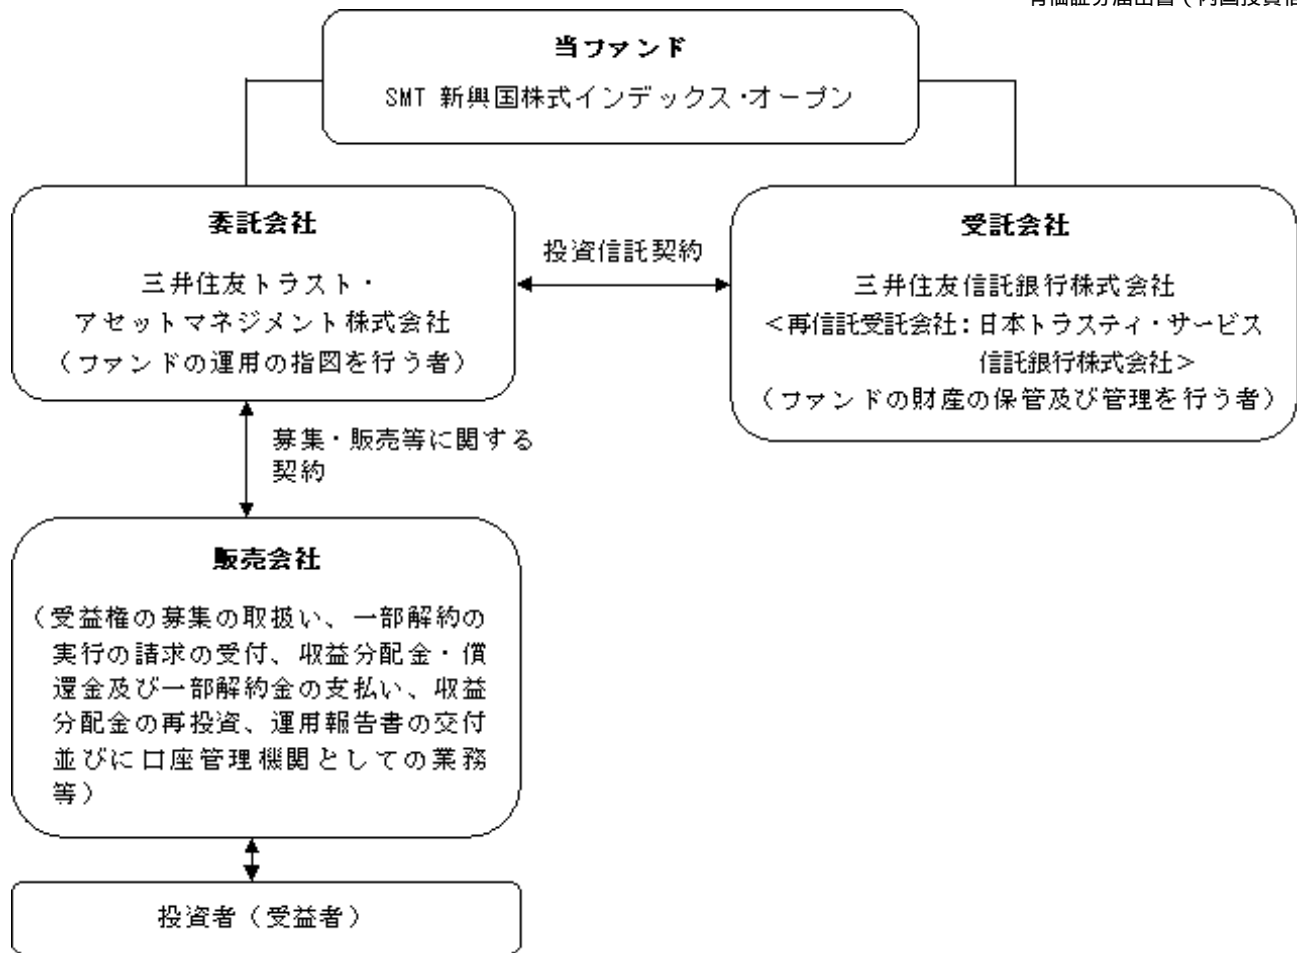 当ファンド
SMT 新興国株式インデックス・オープン
委託会社
三井住友トラスト・
アセットマネジメント株式会社
（ファンドの運用の指図を行う者）
投資信託契約
受託会社
三井住友信託銀行株式会社
＜再信託受託会社：日本トラスティ・サービス
信託銀行株式会社＞
（ファンドの財産の保管及び管理を行う者）
募集・販売等に関する
契約
販売会社
（受益権の募集の取扱い、一部解約の
実行の請求の受付、収益分配金・償
還金及び一部解約金の支払い、収益
分配金の再投資、運用報告書の交付
並びに口座管理機関としての業務
等）
投資者（受益者）